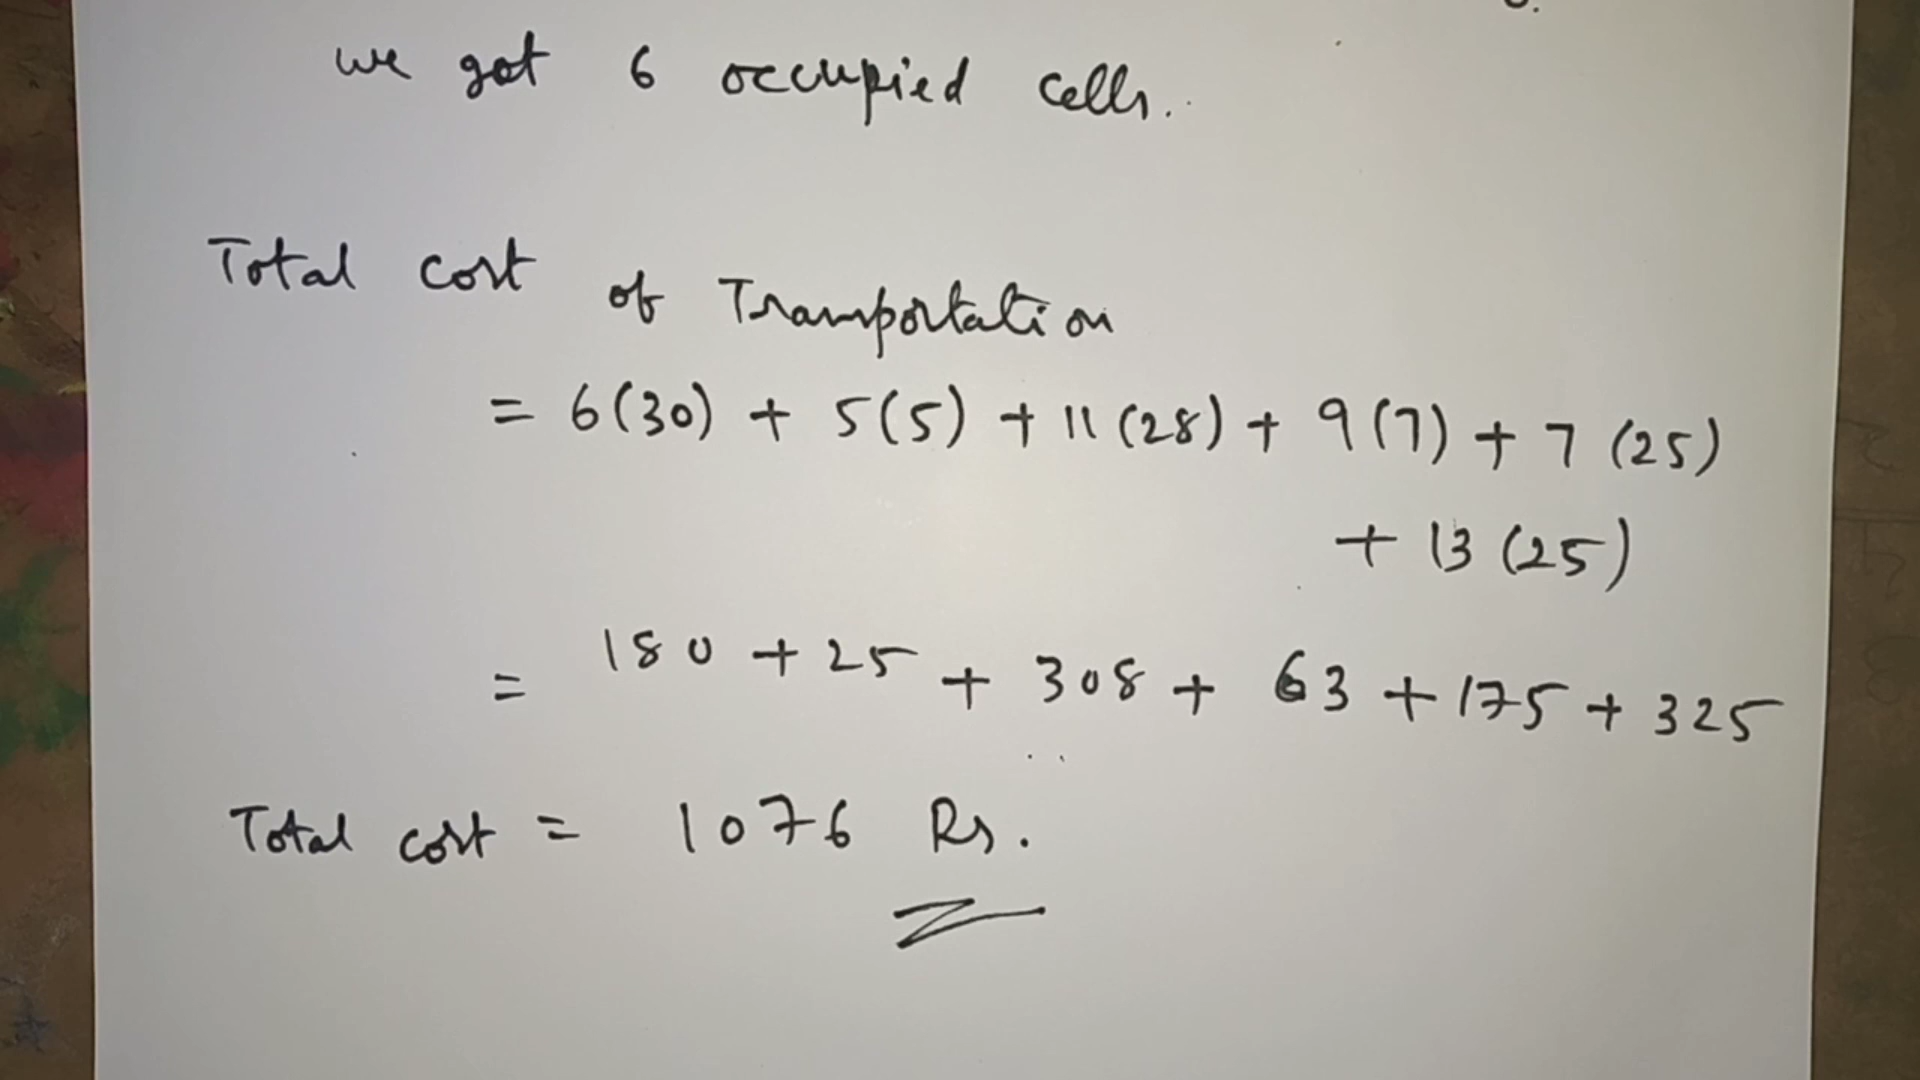 we got 6 occupied cells.
Total cost of Transportation
= 6(30) + 5(5) + 11(28) + 9(7) + 7(25)
+ 13(25)
= 180 + 25 + 308 + 63 + 175 + 325
Total cost = 1076 Rs.